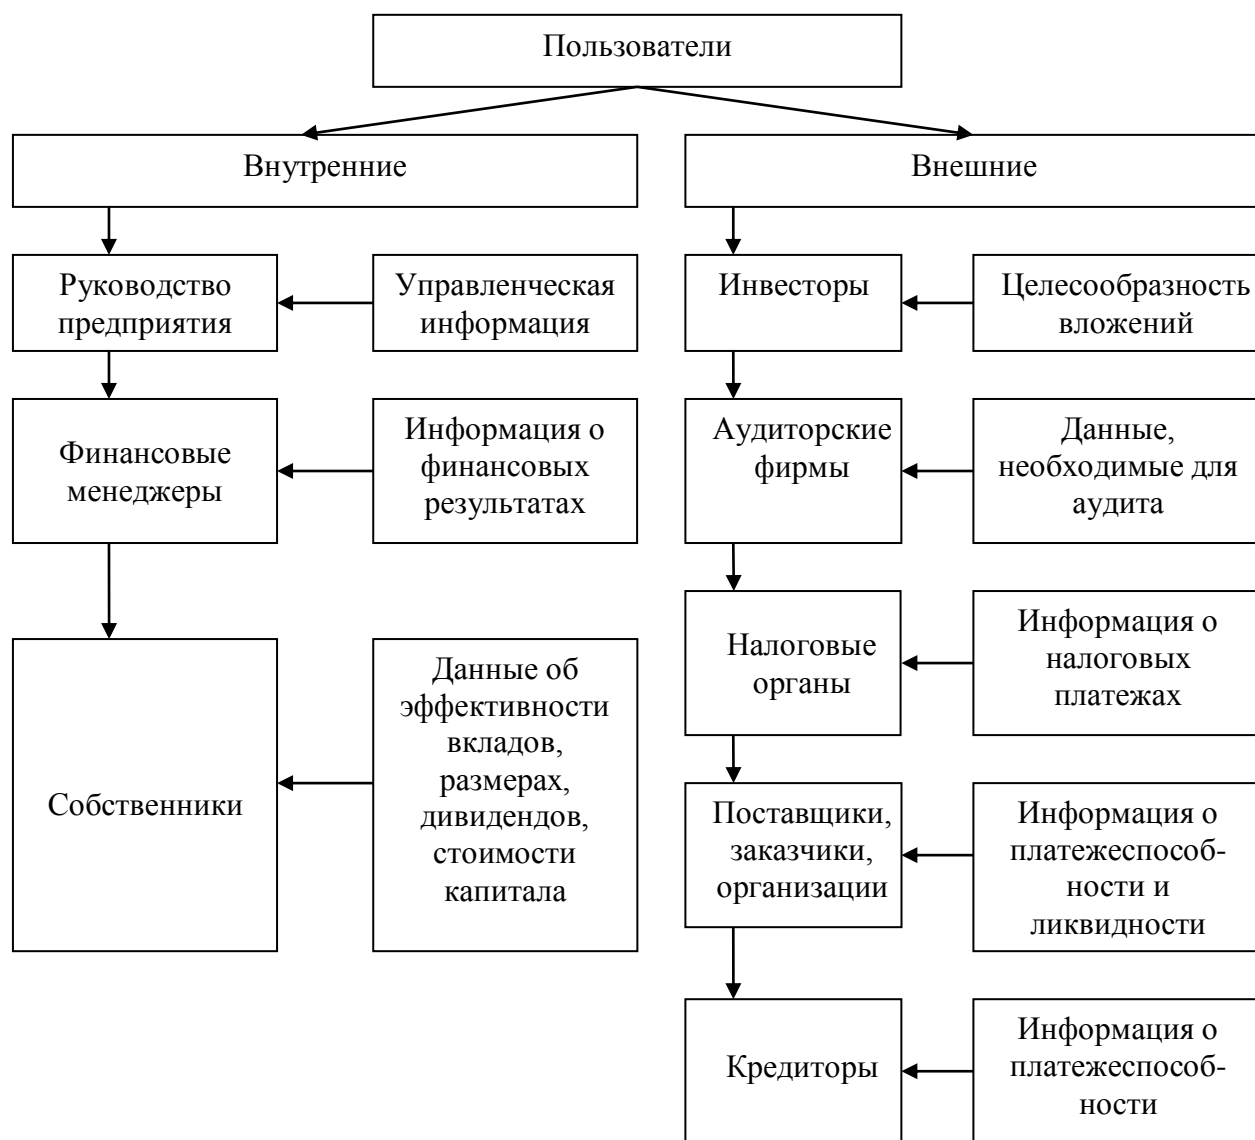 Пользователи
Внутренние
Внешние
Руководство
предприятия
Управленческая
информация
Инвесторы
Целесообразность
вложений
Финансовые
менеджеры
Информация о
финансовых
результатах
Аудиторские
фирмы
Данные,
необходимые для
аудита
Налоговые
органы
Информация о
налоговых
платежах
Собственники
Данные об
эффективности
вкладов,
размерах,
дивидендов,
стоимости
капитала
Поставщики,
заказчики,
организации
Информация о
платежеспособ-
ности и
ликвидности
Кредиторы
Информация о
платежеспособ-
ности